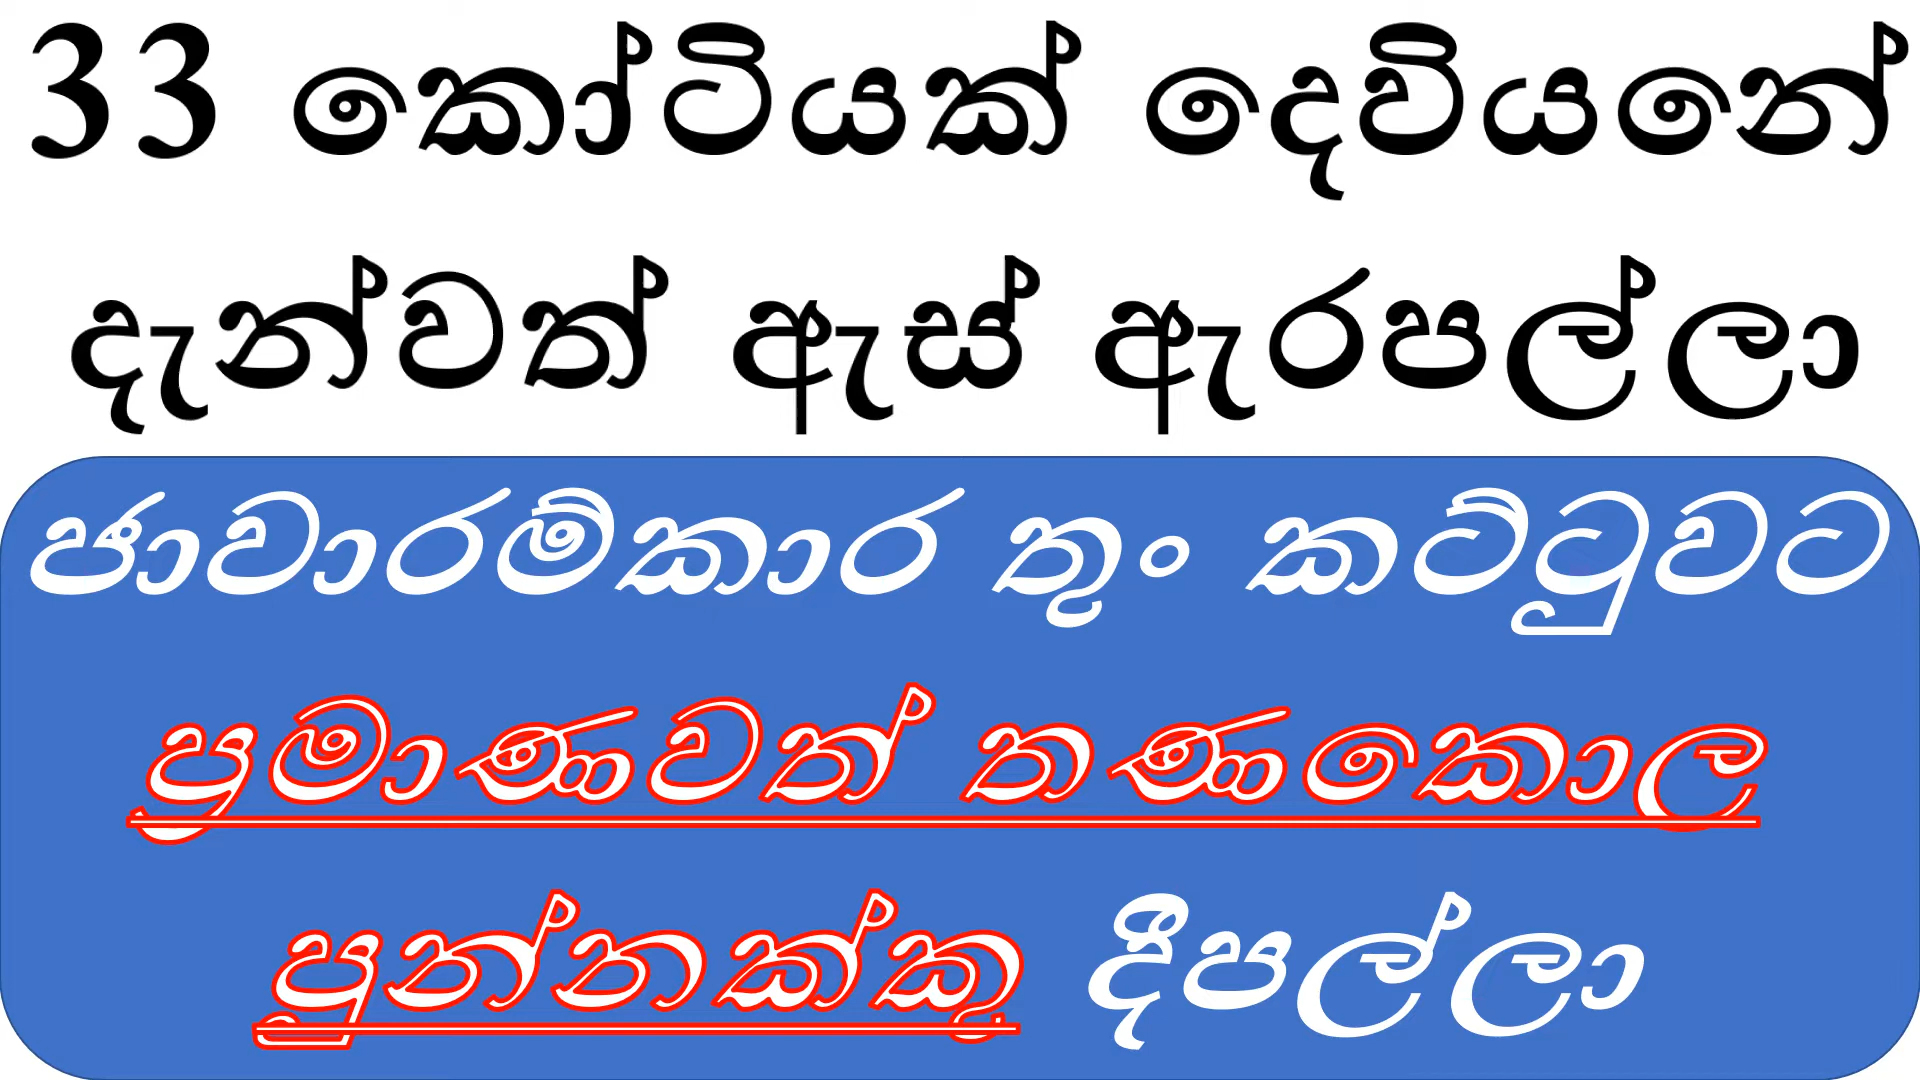 33 කෝටියක් දෙවියනේ
දැන්වත් ඇස් ඇරපල්ලා
ජාවාරම්කාර තුං කට්ටුවට
ප්‍රමාණවත් තණකොල
පුන්නක්කු දීපල්ලා